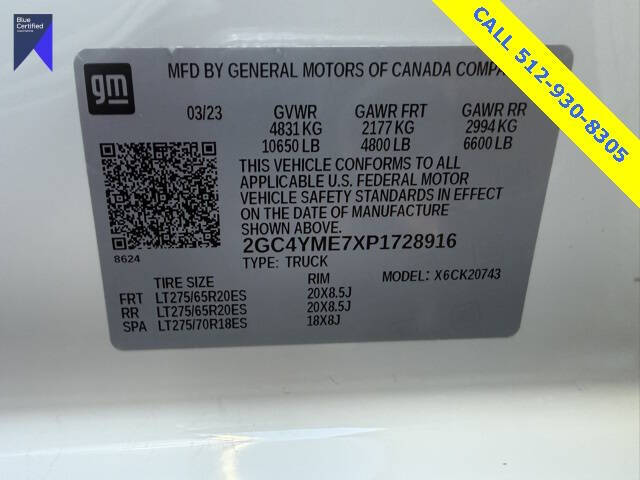 Blue
Certified
CALL 512-930-8305
gm
MFD BY GENERAL MOTORS OF CANADA
03/23 GVWR GAWR FRT GAWR RR
4831 KG 2177 KG 2994 KG
10650 LB 4800 LB 6600 LB
THIS VEHICLE CONFORMS TO ALL
APPLICABLE U.S. FEDERAL MOTOR
VEHICLE SAFETY STANDARDS IN EFFECT
ON THE DATE OF MANUFACTURE
SHOWN ABOVE.
8624
2GC4YME7XP1728916
TYPE: TRUCK MODEL: X6CK20743
TIRE SIZE RIM
FRT LT275/65R20ES 20X8.5J
RR LT275/65R20ES 20X8.5J
SPA LT275/70R18ES 18X8J